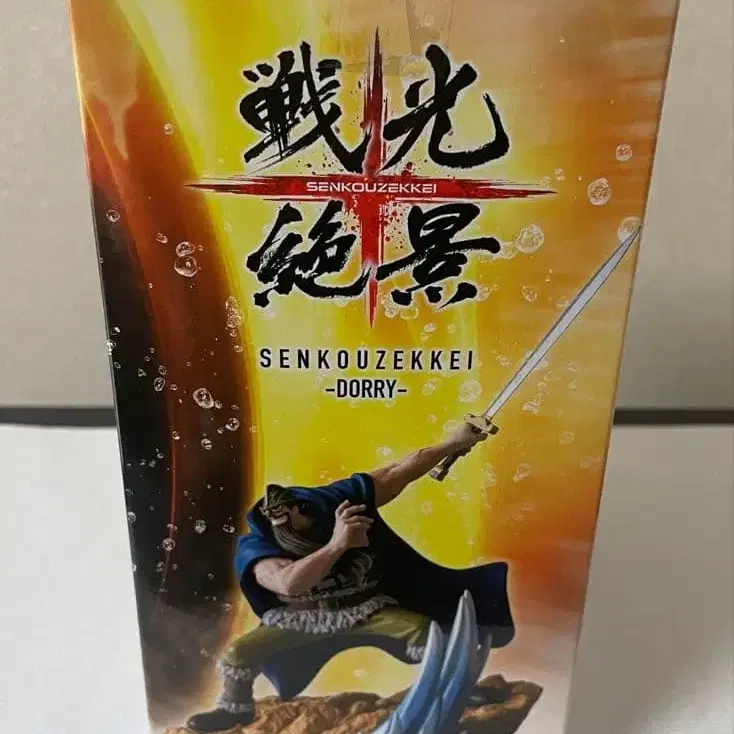 戦光
SENKOUZEKKEI
絶景
SENKOUZEKKEI
-DORRY-